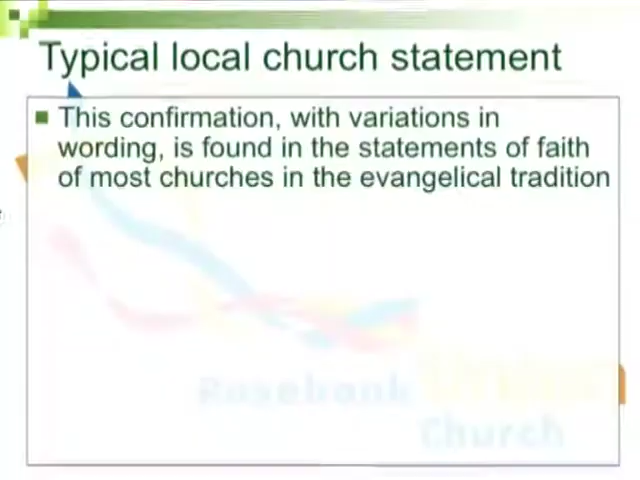 Typical local church statement
This confirmation, with variations in
wording, is found in the statements of faith
of most churches in the evangelical tradition
Rosebank Union
Church